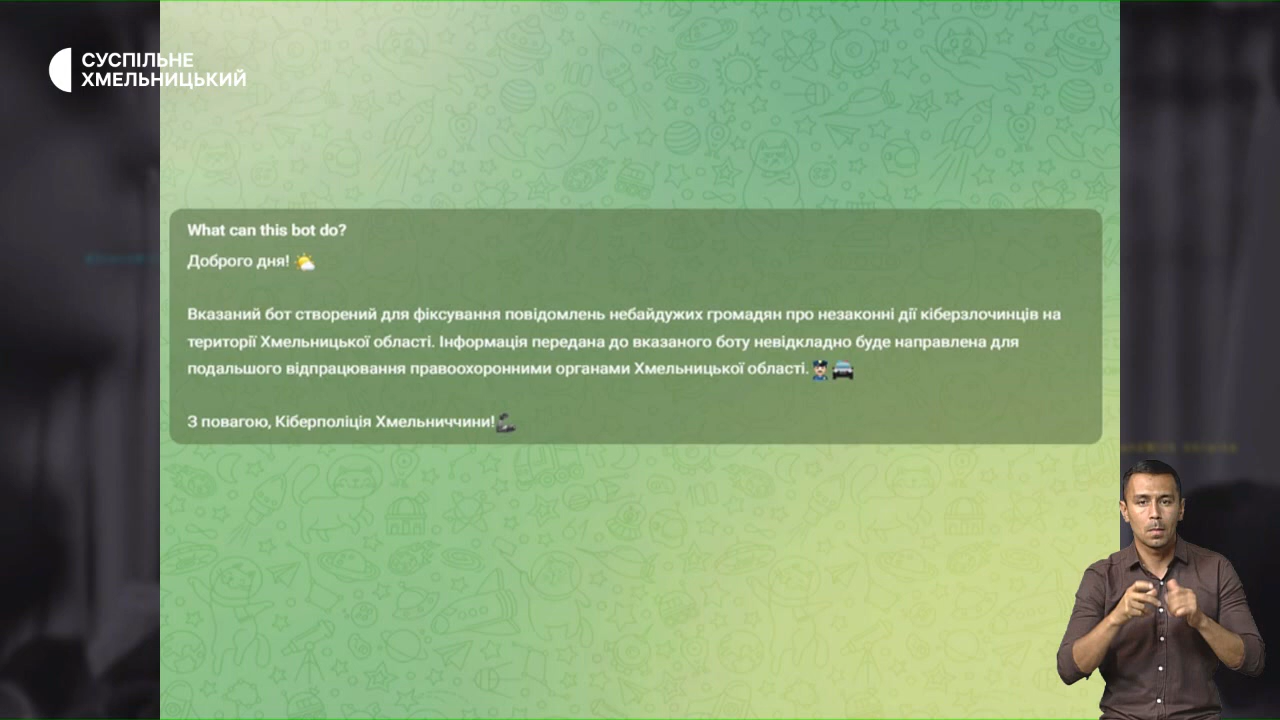 СУСПІЛЬНЕ
ХМЕЛЬНИЦЬКИЙ
What can this bot do?
Доброго дня! 🌤️
Вказаний бот створений для фіксування повідомлень небайдужих громадян про незаконні дії кіберзлочинців на
території Хмельницької області. Інформація передана до вказаного боту невідкладно буде направлена для
подальшого відпрацювання правоохоронними органами Хмельницької області.👮🚔
З повагою, Кіберполіція Хмельниччини!